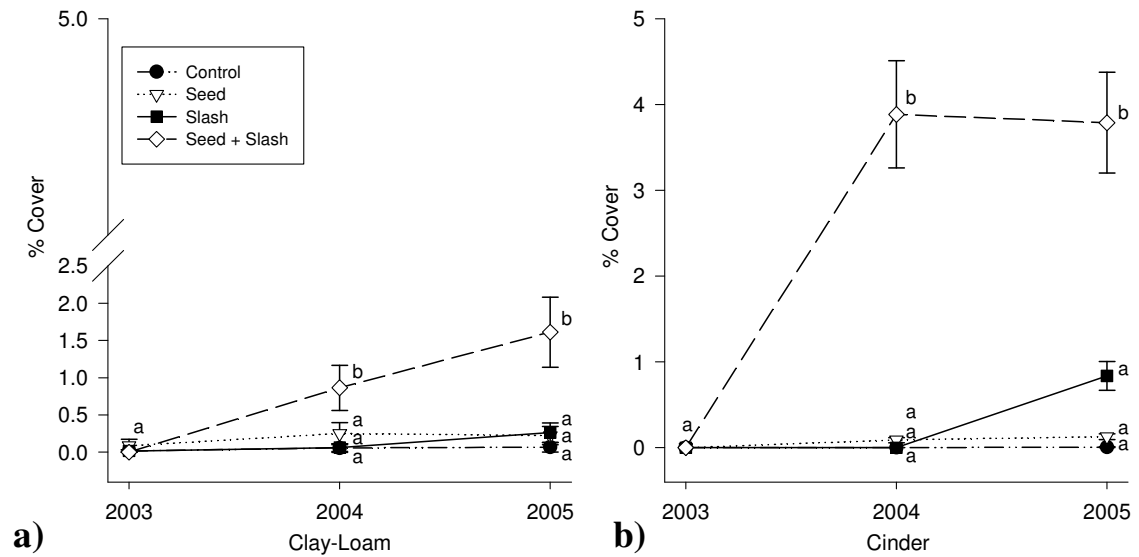 5.0
Control
Seed
Slash
Seed + Slash
% Cover
2.5
2.0
1.5
1.0
0.5
0.0
a
b
a
a
a
b
a
a
a
2003
2004
2005
a)
Clay-Loam
5
4
3
2
1
0
% Cover
a
b
a
a
a
b
a
a
a
2003
2004
2005
b)
Cinder